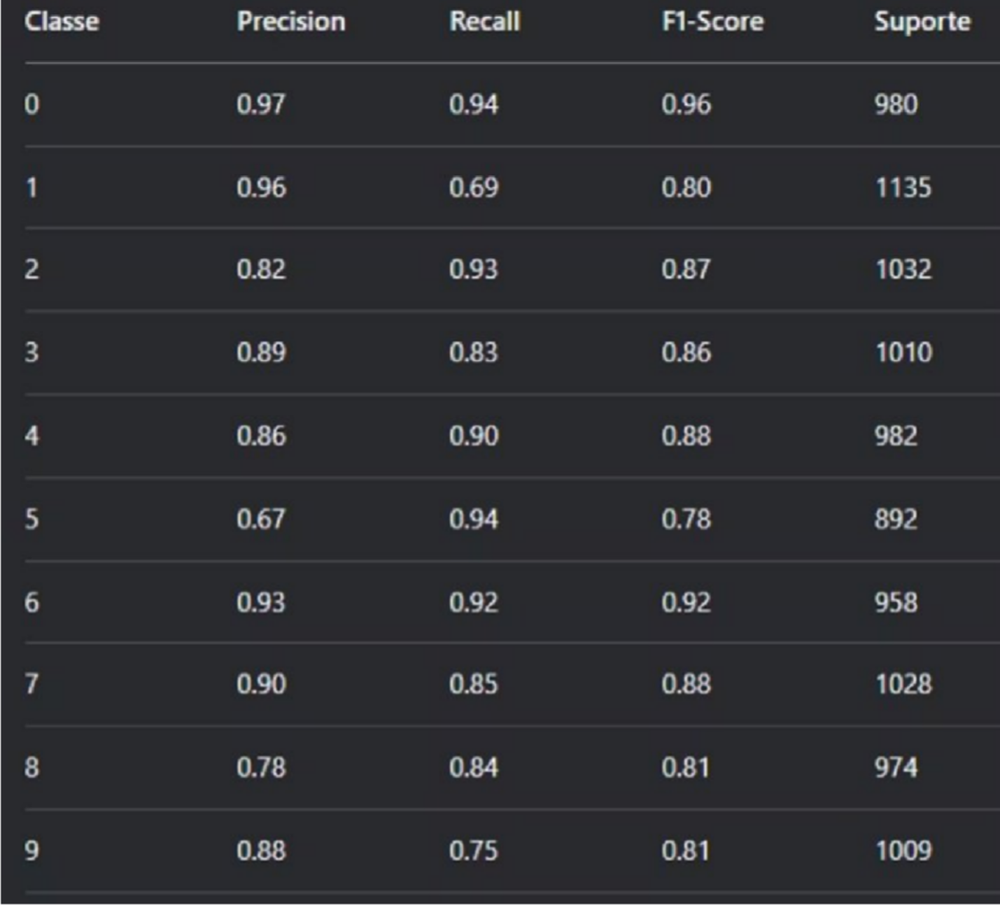 Classe Precision Recall F1-Score Suporte
0 0.97 0.94 0.96 980
1 0.96 0.69 0.80 1135
2 0.82 0.93 0.87 1032
3 0.89 0.83 0.86 1010
4 0.86 0.90 0.88 982
5 0.67 0.94 0.78 892
6 0.93 0.92 0.92 958
7 0.90 0.85 0.88 1028
8 0.78 0.84 0.81 974
9 0.88 0.75 0.81 1009